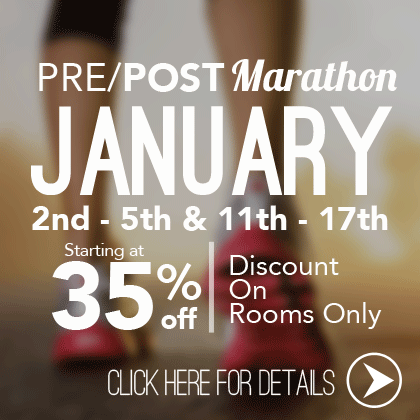 PRE/POST Marathon
JANUARY
2nd - 5th & 11th - 17th
Starting at
35% off
Discount
On
Rooms Only
CLICK HERE FOR DETAILS